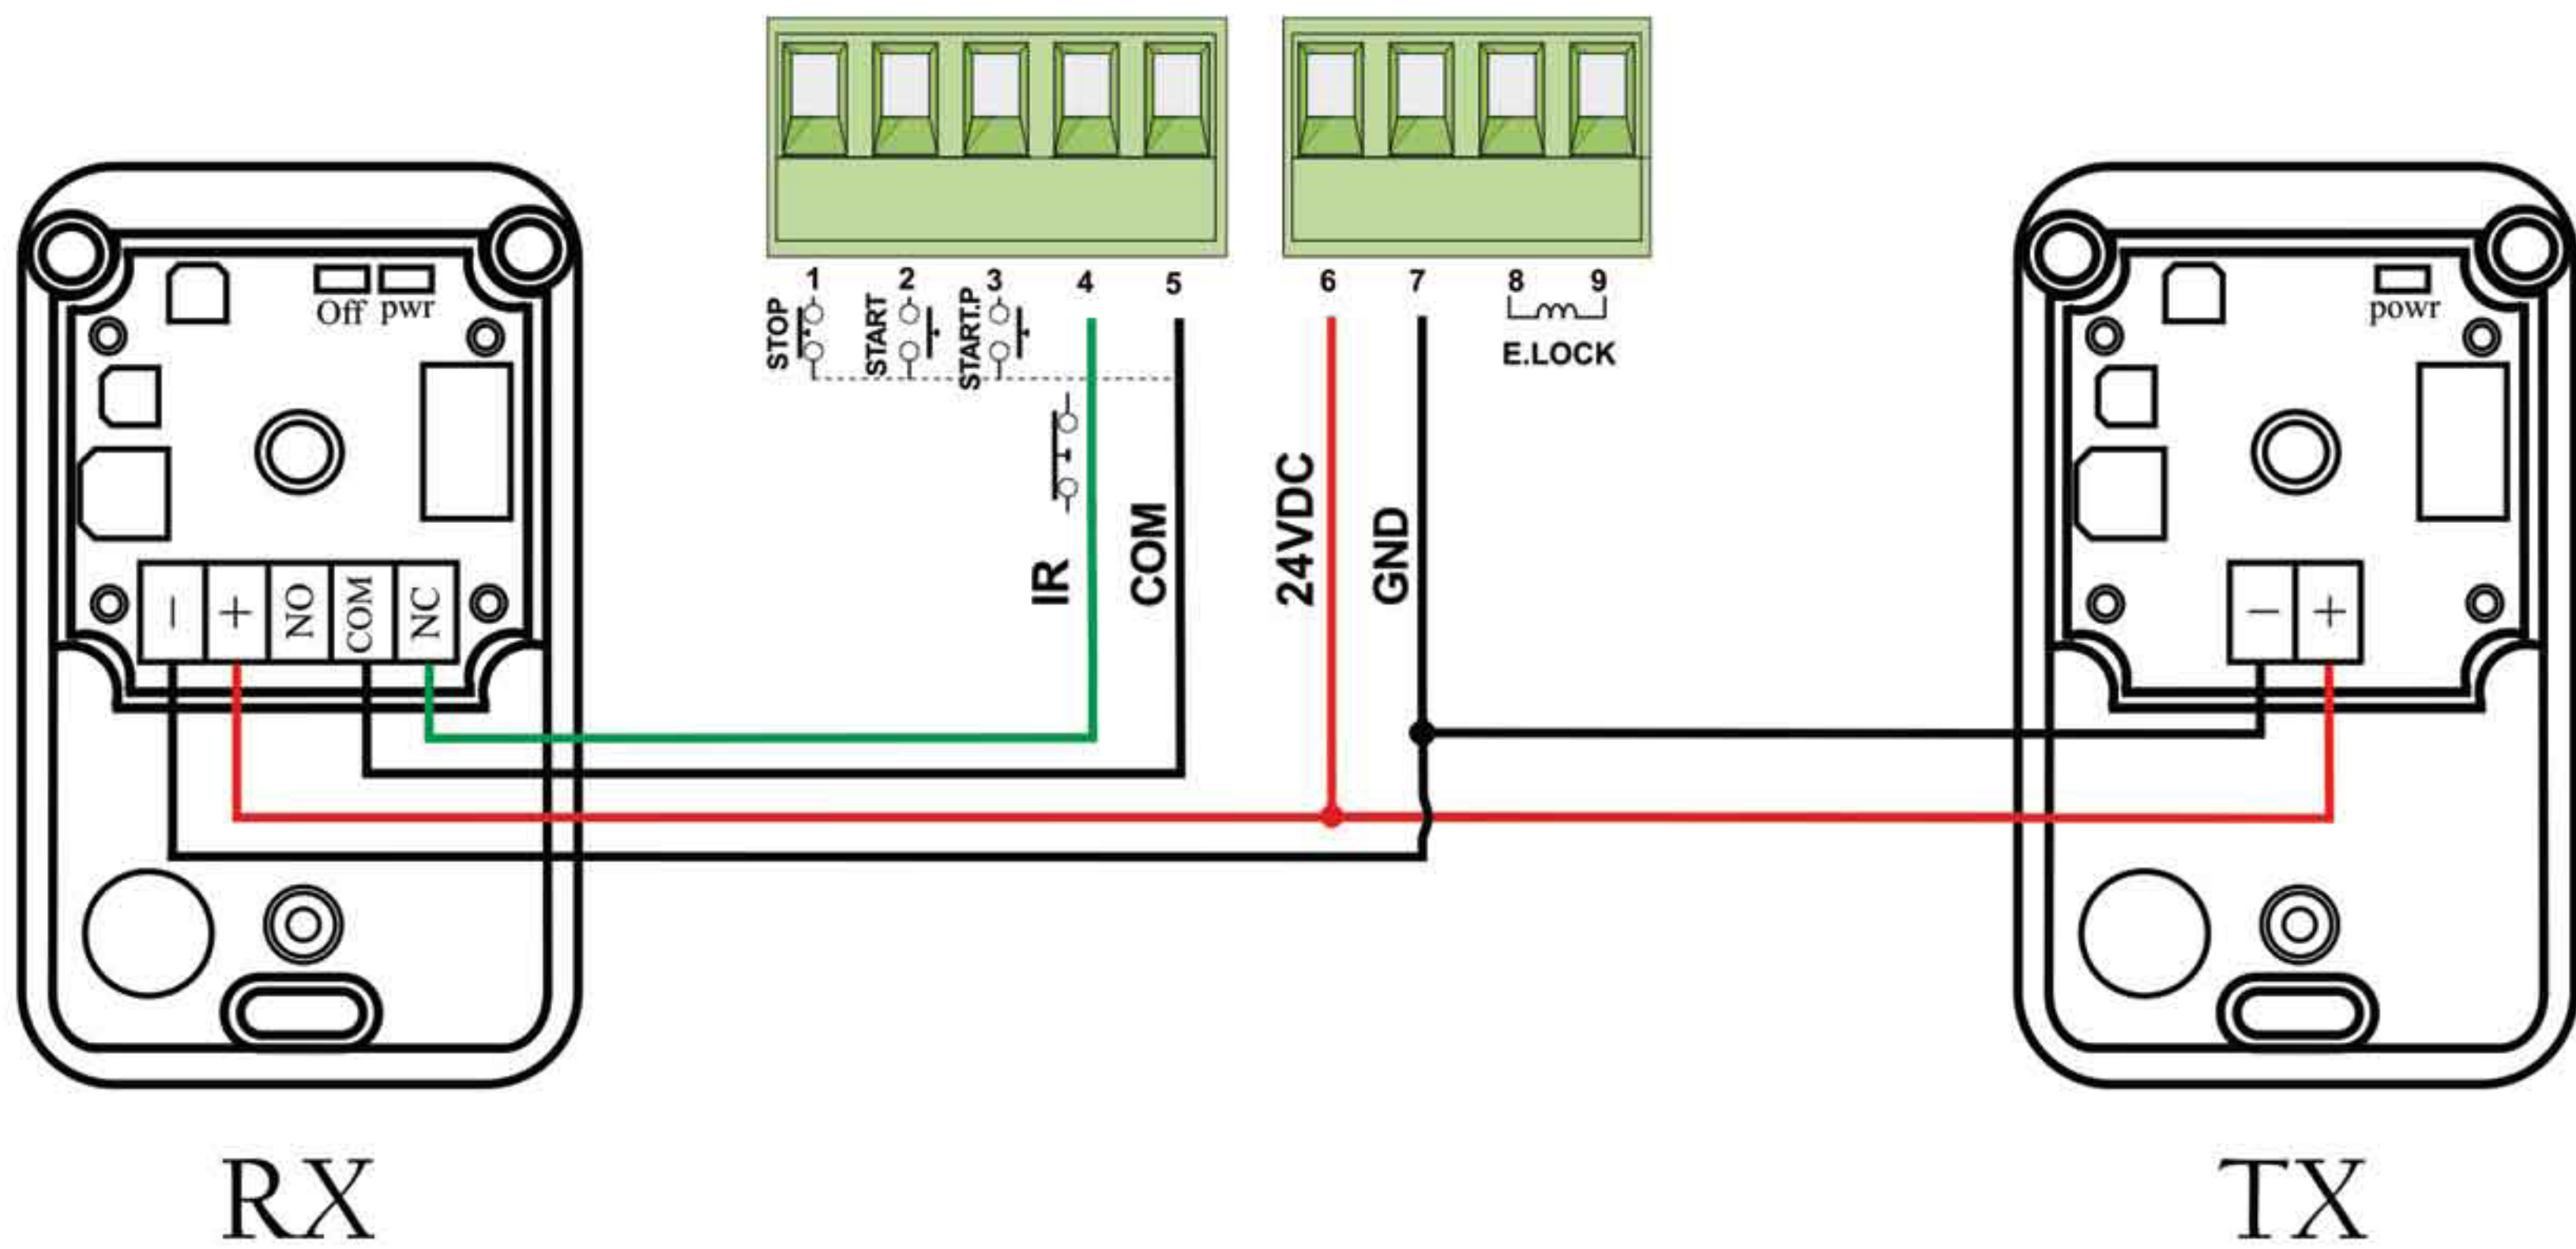 1 2 3 4 5
6 7 8 9
STOP
START
START.P
E.LOCK
IR
COM
24VDC
GND
Off pwr
− + NO COM NC
powr
− +
RX
TX